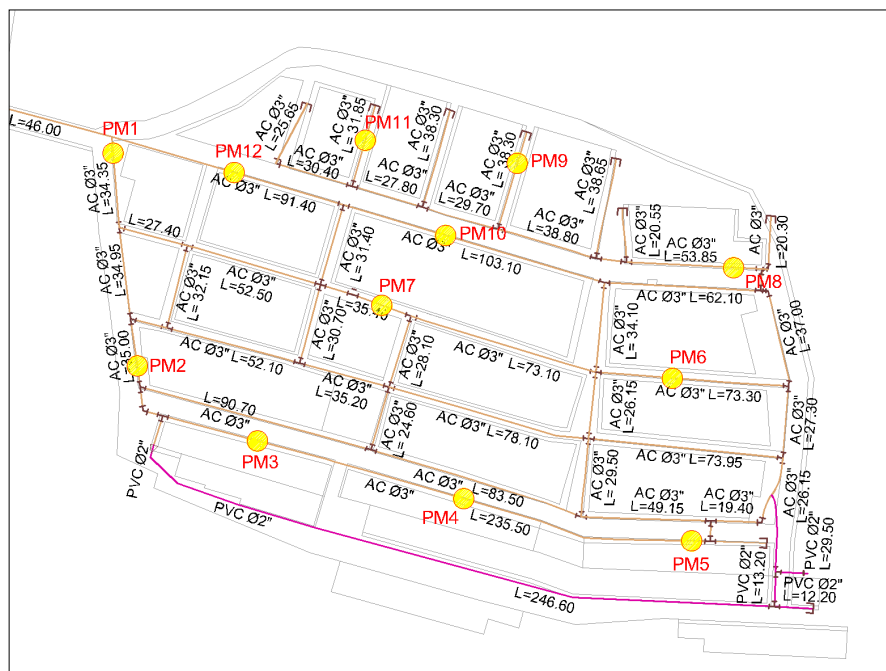 L=46.00
PM1
AC Ø3"
L=34.35
PM12
AC Ø3" L=91.40
AC Ø3"
L=25.65
AC Ø3"
L=30.40
AC Ø3"
L= 31.85
PM11
AC Ø3"
L=27.80
AC Ø3"
L= 38.30
AC Ø3"
L=29.70
AC Ø3"
L= 38.30
PM9
AC Ø3"
L=38.80
AC Ø3"
L= 38.65
AC Ø3"
L=20.55
AC Ø3"
L=53.85
AC Ø3"
L=20.30
PM8
L=27.40
L=34.95
AC Ø3"
L= 32.15
AC Ø3"
L=52.50
AC Ø3"
L= 31.40
PM10
AC Ø3"
L=103.10
AC Ø3" L=62.10
AC Ø3"
L=37.00
PM7
AC Ø3"
AC Ø3"
L=30.70
AC Ø3"
L=28.10
AC Ø3"
L=73.10
AC Ø3"
L= 34.10
PM6
AC Ø3"
L=73.30
AC Ø3"
L=35.00
PM2
AC Ø3" L=52.10
AC Ø3"
L=35.20
AC Ø3"
L=26.15
AC Ø3"
L=27.30
L=90.70
AC Ø3"
PM3
AC Ø3"
L= 24.60
AC Ø3" L=78.10
AC Ø3"
L=73.95
AC Ø3"
L= 29.50
AC Ø3"
L=26.15
PVC Ø2"
PVC Ø2"
AC Ø3"
L=83.50
AC Ø3"
PM4
L=235.50
AC Ø3"
L=49.15
AC Ø3"
L=19.40
PM5
PVC Ø2"
L=13.20
PVC Ø2"
L=29.50
PVC Ø2"
L=12.20
L=246.60